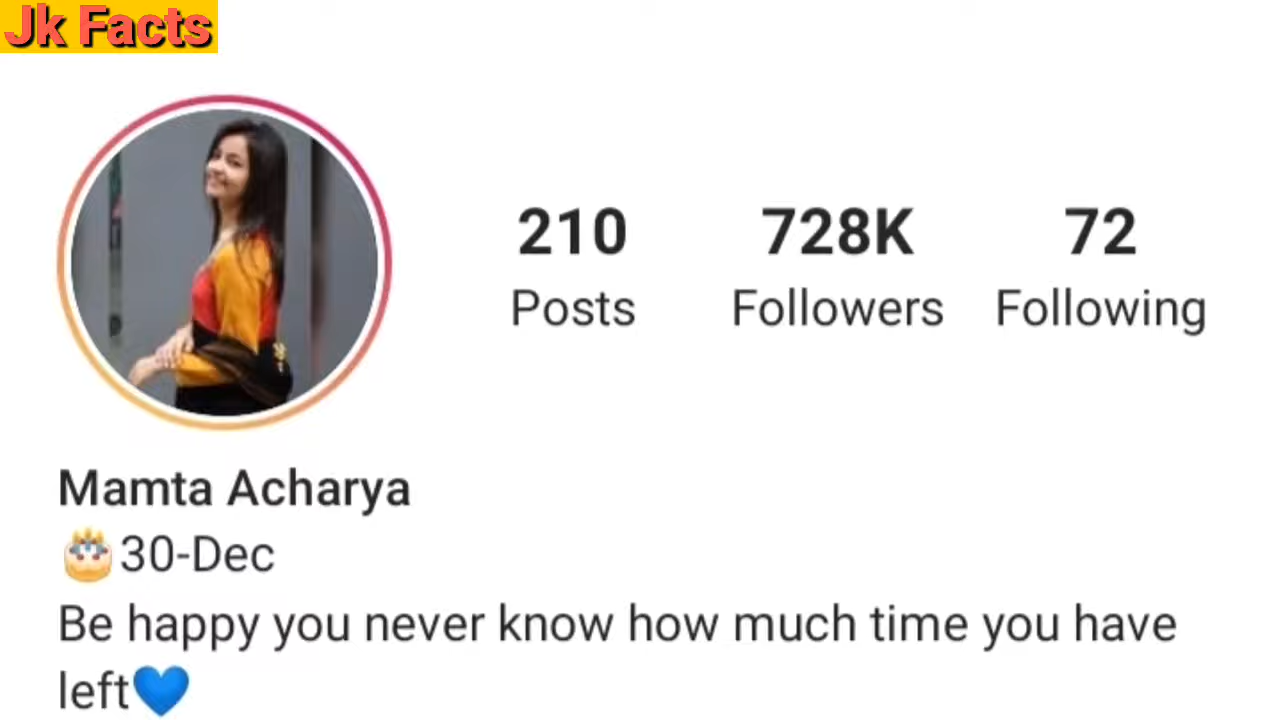 Jk Facts
210 728K 72
Posts Followers Following
Mamta Acharya
🎂30-Dec
Be happy you never know how much time you have
left💙